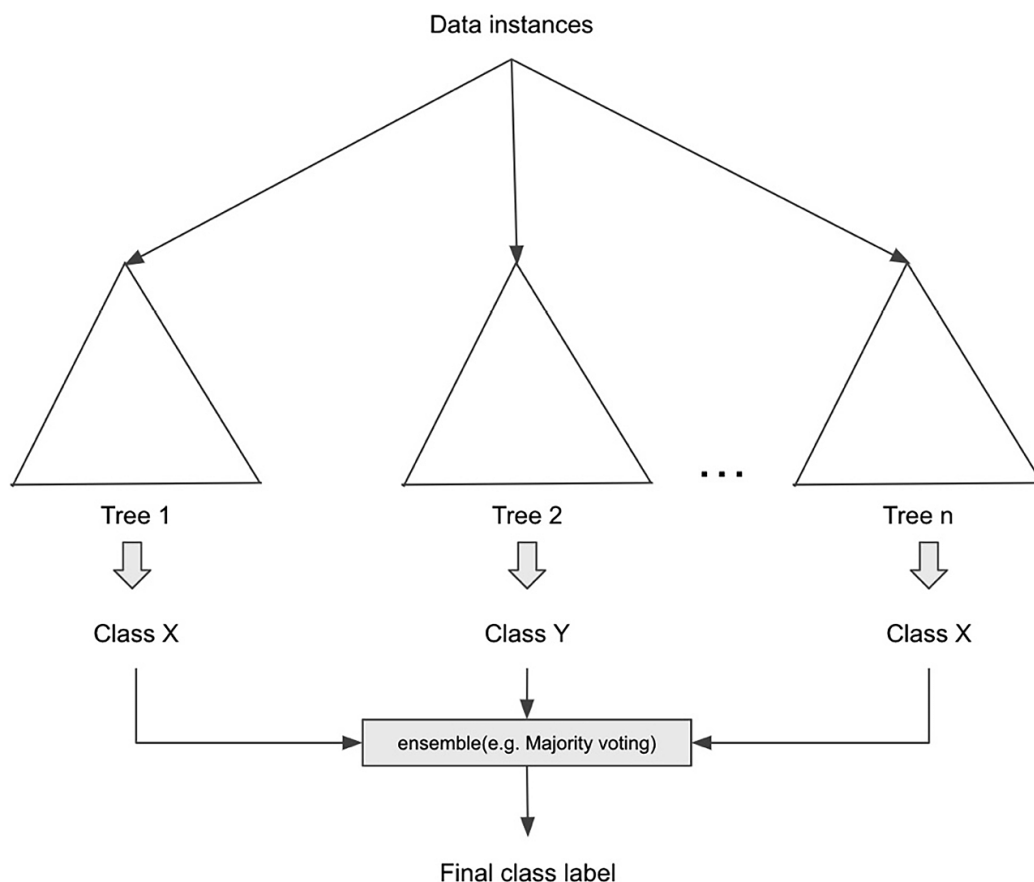 Data instances
...
Tree 1
Tree 2
Tree n
Class X
Class Y
Class X
ensemble(e.g. Majority voting)
Final class label